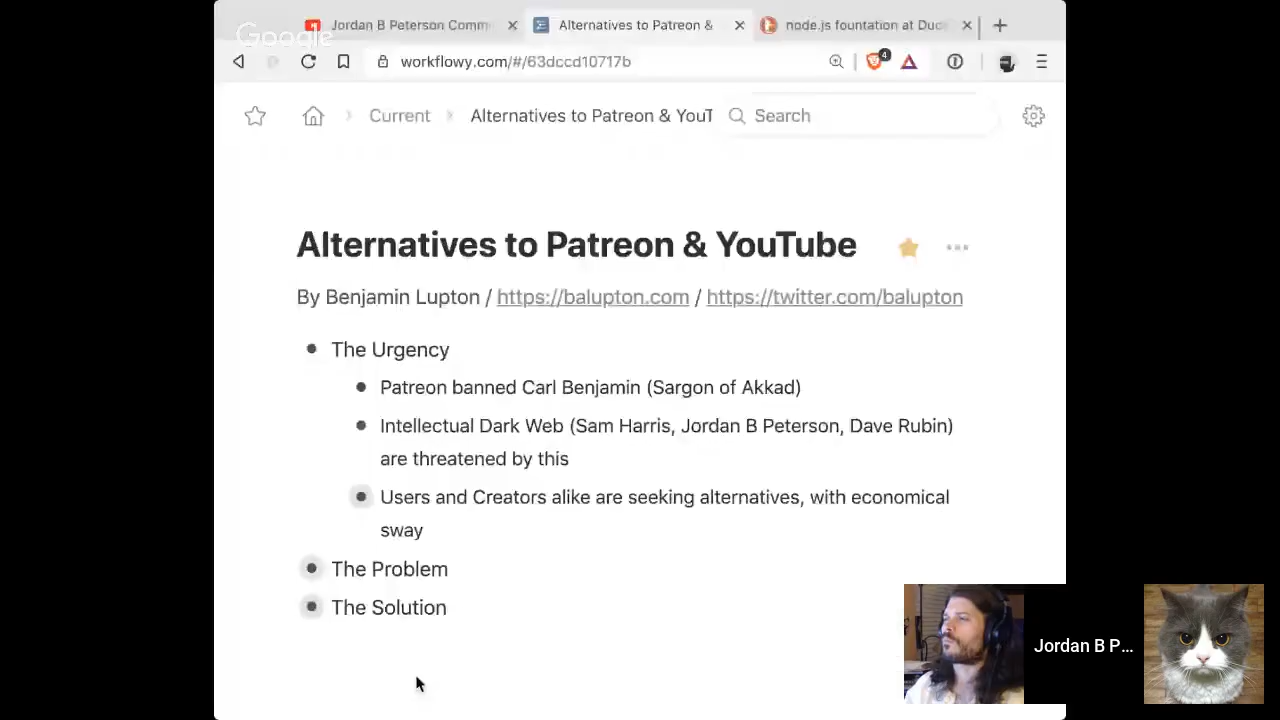 Google
Jordan B Peterson Comm
Alternatives to Patreon &
node.js fountation at Duc
workflowy.com/#/63dccd10717b
4
Current
Alternatives to Patreon & YouT
Search
Alternatives to Patreon & YouTube
By Benjamin Lupton / https://balupton.com / https://twitter.com/balupton
The Urgency
Patreon banned Carl Benjamin (Sargon of Akkad)
Intellectual Dark Web (Sam Harris, Jordan B Peterson, Dave Rubin)
are threatened by this
Users and Creators alike are seeking alternatives, with economical
sway
The Problem
The Solution
Jordan B P...